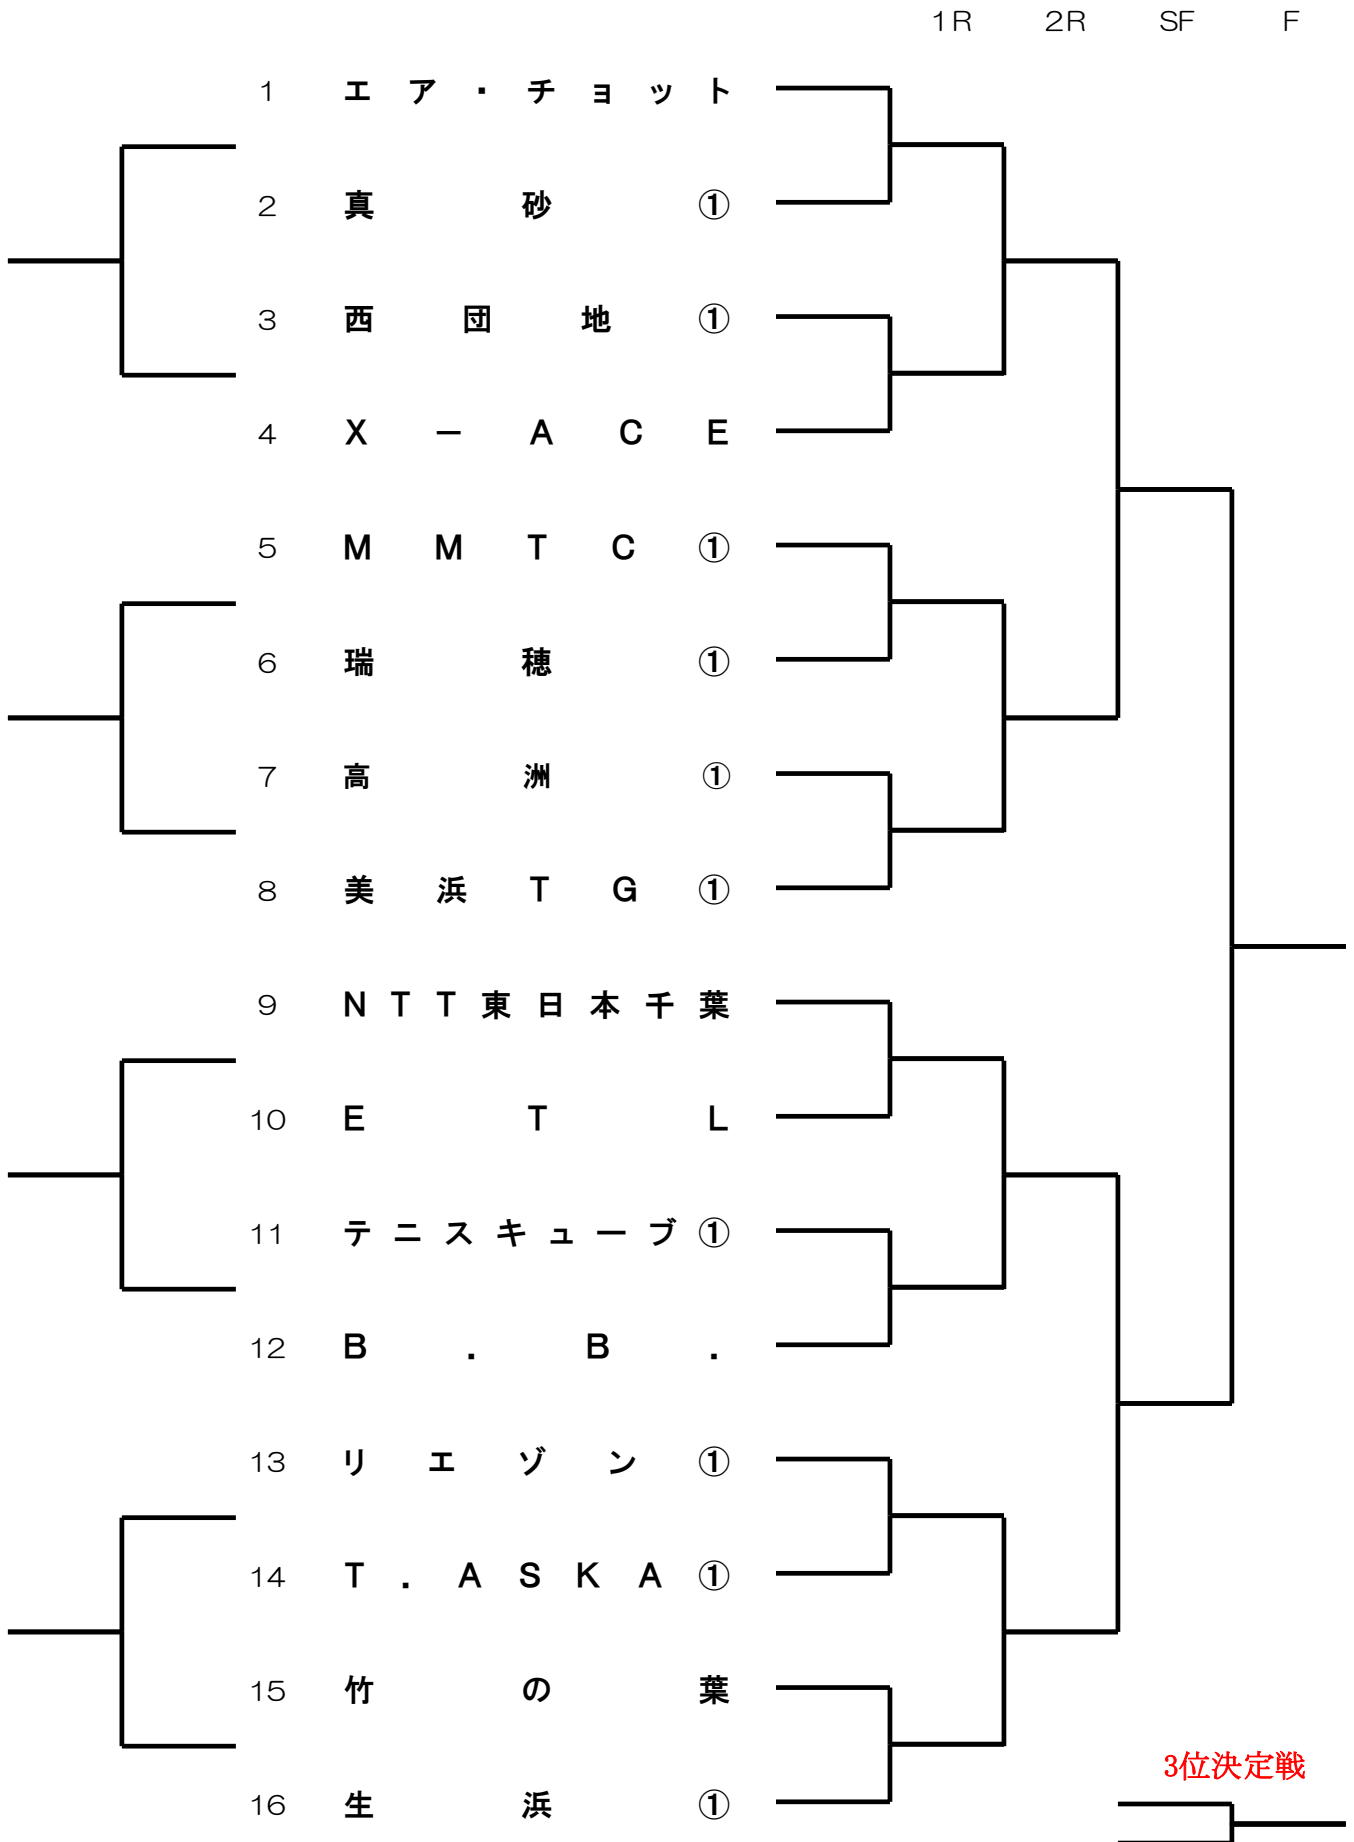 1R 2R SF F
1 エア・チョット
2 真砂①
3 西団地①
4 X－ACE
5 MMTC①
6 瑞穂①
7 高洲①
8 美浜TG①
9 NTT東日本千葉
10 ETL
11 テニスキューブ①
12 B.B.
13 リエゾン①
14 T.ASKA①
15 竹の葉
3位決定戦
16 生浜①